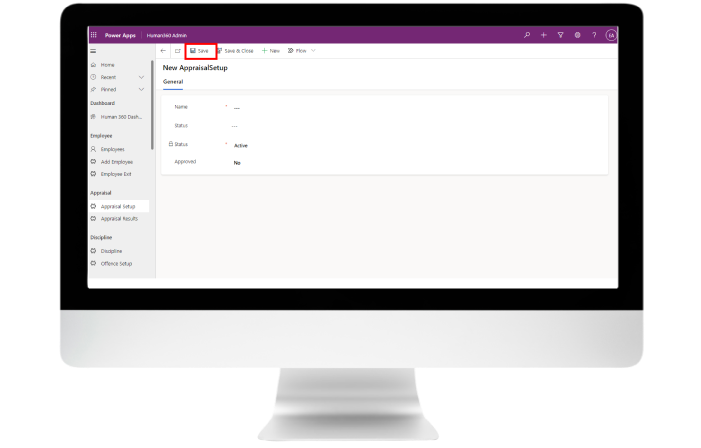 Power Apps | Human360 Admin
EA
Save
Save & Close
New
Flow
Home
Recent
Pinned
Dashboard
Human 360 Dash...
Employee
Employees
Add Employee
Employee Exit
Appraisal
Appraisal Setup
Appraisal Results
Discipline
Discipline
Offence Setup
New AppraisalSetup
General
Name * ---
Status ---
Status * Active
Approved No